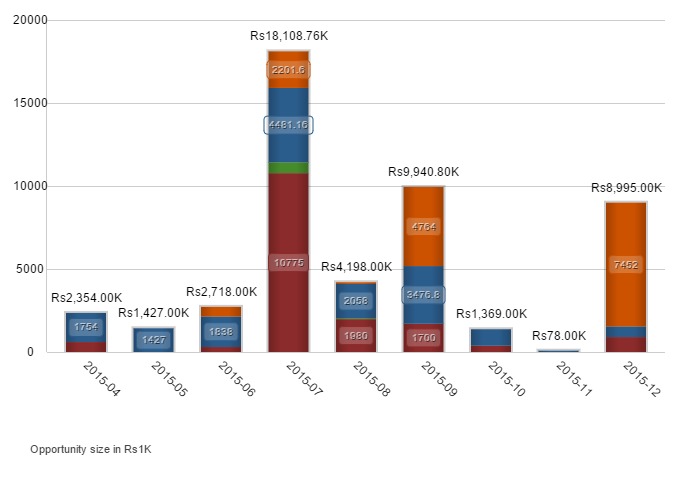 20000
Rs18,108.76K
2201.6
15000
4481.16
10000
Rs9,940.80K
Rs8,995.00K
4764
10775
7452
5000
Rs4,198.00K
Rs2,354.00K
Rs2,718.00K
2058
3476.8
Rs1,427.00K
Rs1,369.00K
1754
1427
1838
1980
1700
Rs78.00K
0
2015-04
2015-05
2015-06
2015-07
2015-08
2015-09
2015-10
2015-11
2015-12
Opportunity size in Rs1K